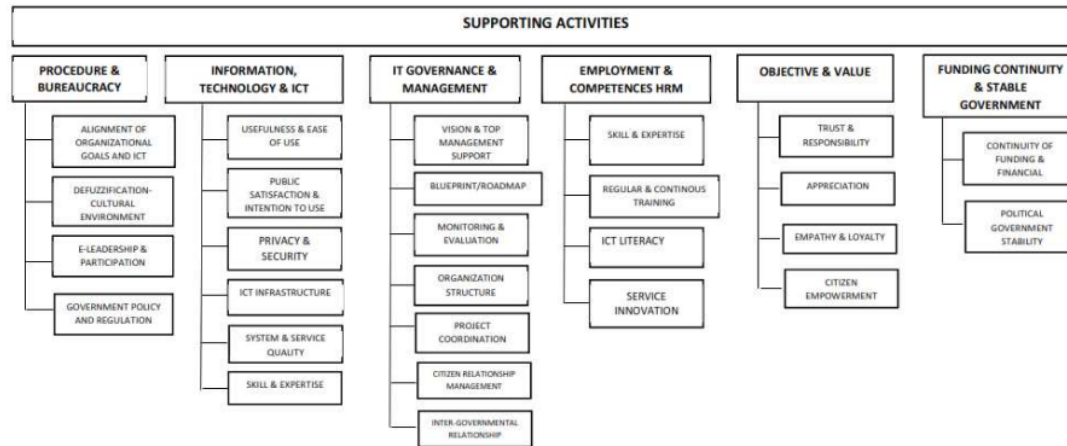 SUPPORTING ACTIVITIES
PROCEDURE &
BUREAUCRACY
ALIGNMENT OF
ORGANIZATIONAL
GOALS AND ICT
DEFUZZIFICATION-
CULTURAL
ENVIRONMENT
E-LEADERSHIP &
PARTICIPATION
GOVERNMENT POLICY
AND REGULATION
INFORMATION,
TECHNOLOGY & ICT
USEFULNESS & EASE
OF USE
PUBLIC
SATISFACTION &
INTENTION TO USE
PRIVACY &
SECURITY
ICT INFRASTRUCTURE
SYSTEM & SERVICE
QUALITY
SKILL & EXPERTISE
IT GOVERNANCE &
MANAGEMENT
VISION & TOP
MANAGEMENT
SUPPORT
BLUEPRINT/ROADMAP
MONITORING &
EVALUATION
ORGANIZATION
STRUCTURE
PROJECT
COORDINATION
CITIZEN RELATIONSHIP
MANAGEMENT
INTER-GOVERNMENTAL
RELATIONSHIP
EMPLOYMENT &
COMPETENCES HRM
SKILL & EXPERTISE
REGULAR & CONTINOUS
TRAINING
ICT LITERACY
SERVICE
INNOVATION
OBJECTIVE & VALUE
TRUST &
RESPONSIBILITY
APPRECIATION
EMPATHY & LOYALTY
CITIZEN
EMPOWERMENT
FUNDING CONTINUITY
& STABLE
GOVERNMENT
CONTINUITY OF
FUNDING &
FINANCIAL
POLITICAL
GOVERNMENT
STABILITY